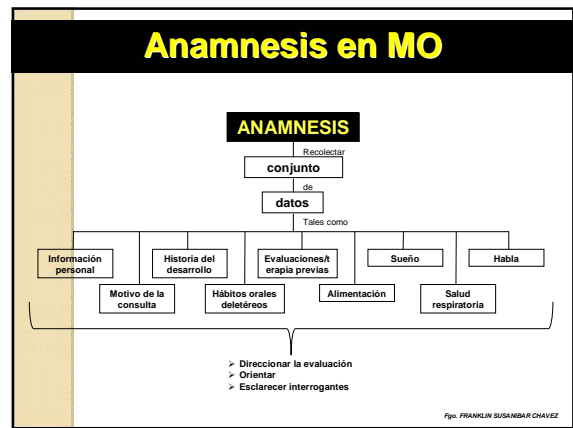 Anamnesis en MO
ANAMNESIS
Recolectar
conjunto
de
datos
Tales como
Información
personal
Historia del
desarrollo
Evaluaciones/t
erapia previas
Sueño
Habla
Motivo de la
consulta
Hábitos orales
deletéreos
Alimentación
Salud
respiratoria
➢ Direccionar la evaluación
➢ Orientar
➢ Esclarecer interrogantes
Fgo. FRANKLIN SUSANIBAR CHAVEZ